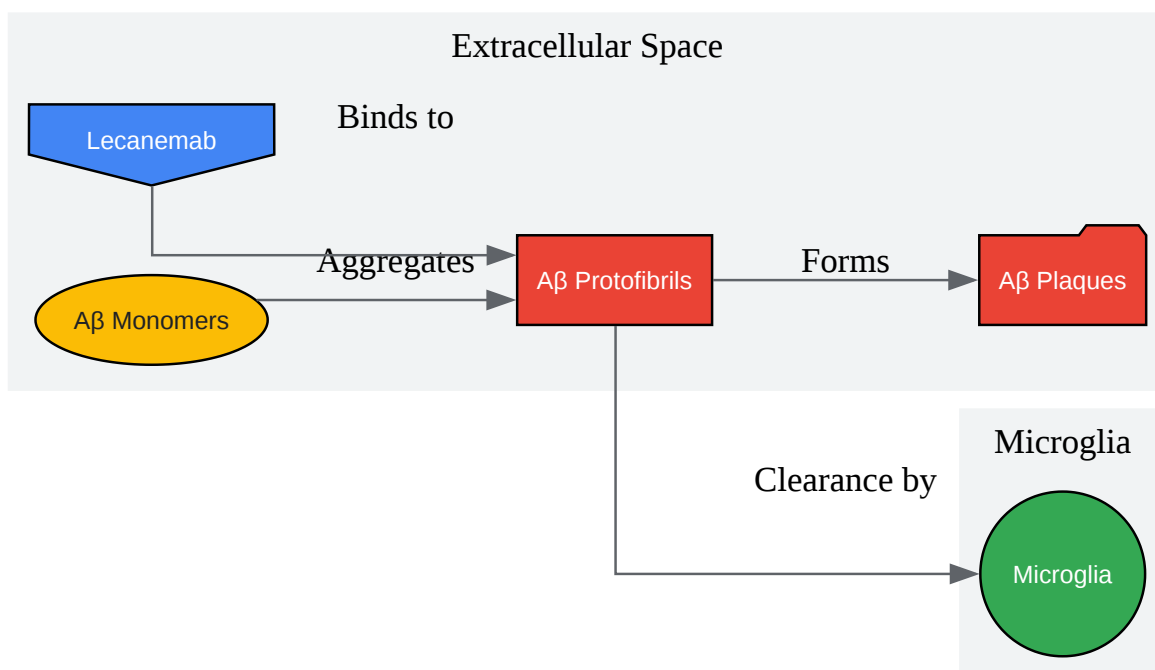 Extracellular Space
Binds to
Lecanemab
Aggregates
Aβ Monomers
Aβ Protofibrils
Forms
Aβ Plaques
Microglia
Clearance by
Microglia